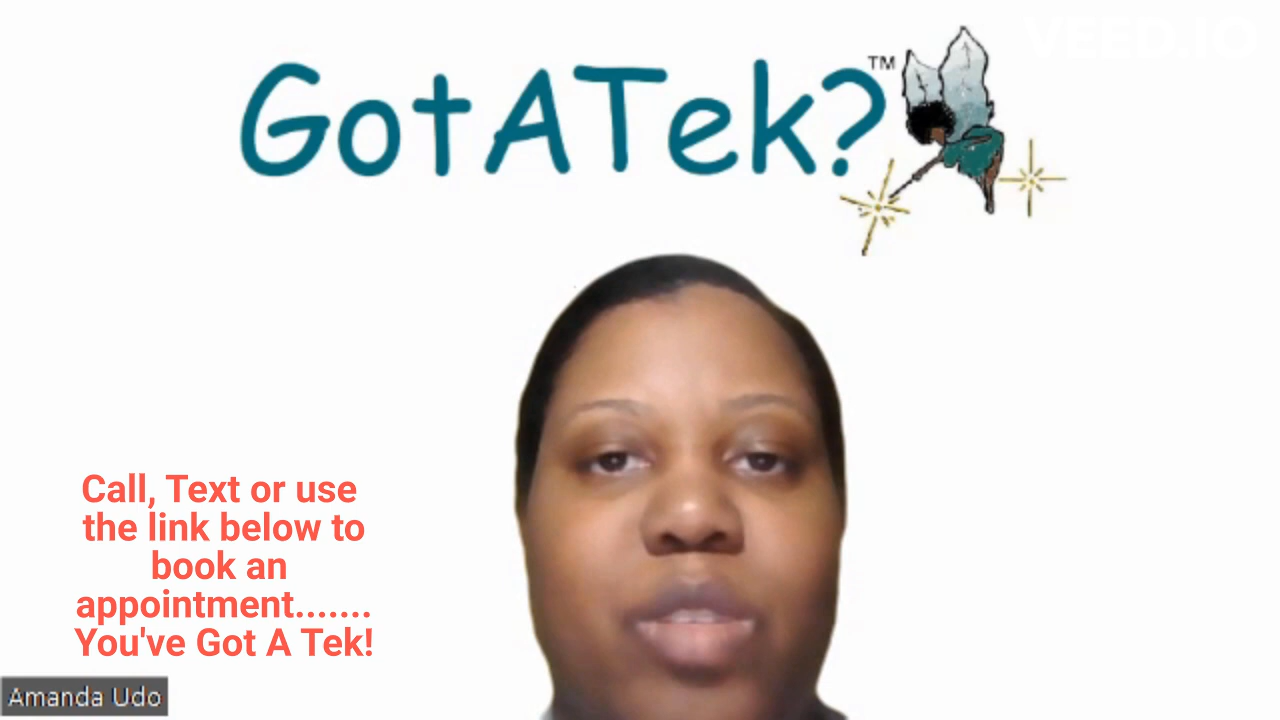 VEED.IO
GotATek?™
Call, Text or use
the link below to
book an
appointment.......
You've Got A Tek!
Amanda Udo